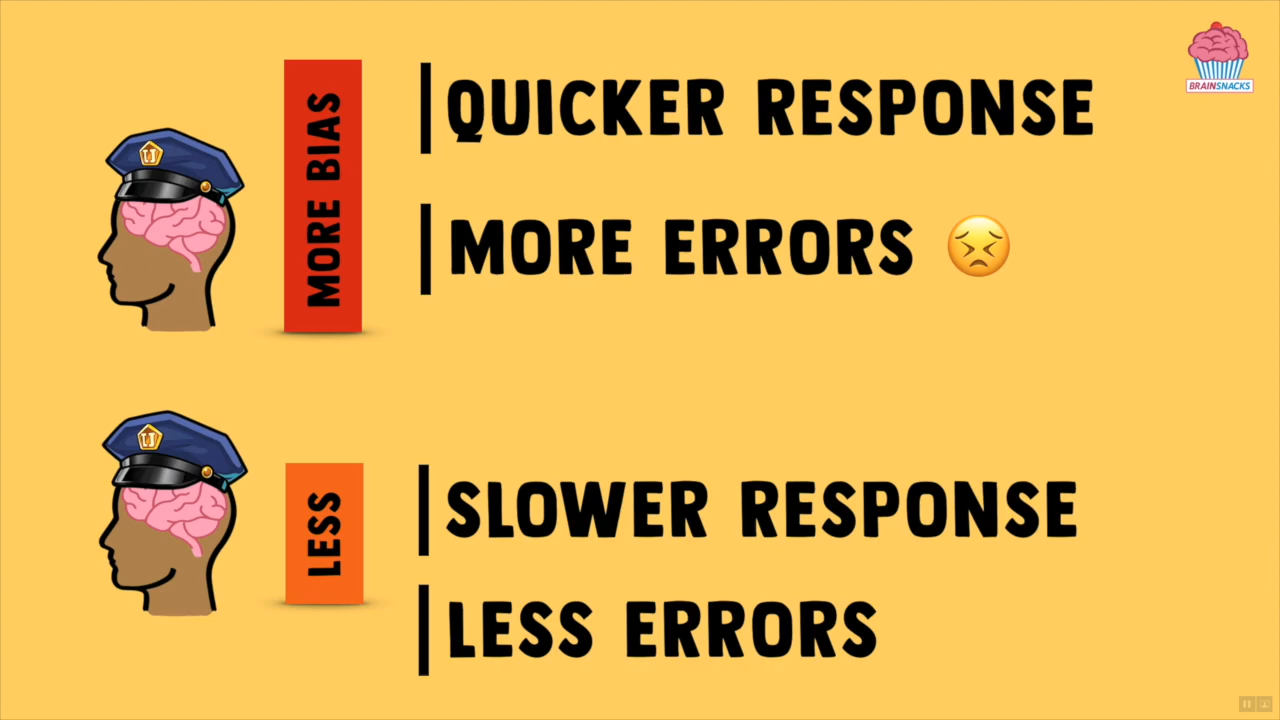 BRAINSNACKS
MORE BIAS
QUICKER RESPONSE
MORE ERRORS
LESS
SLOWER RESPONSE
LESS ERRORS